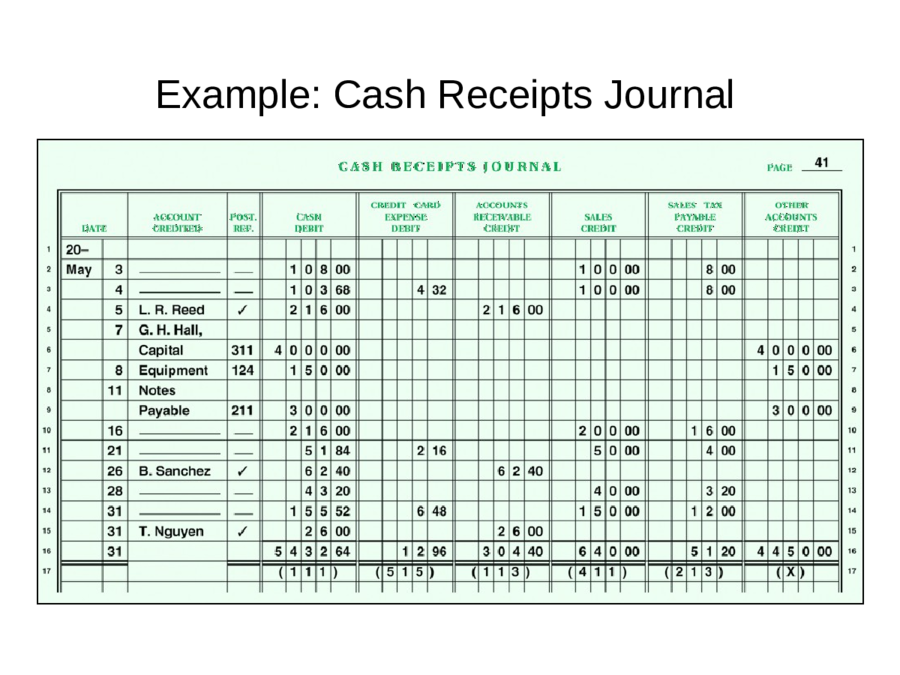 Example: Cash Receipts Journal
CASH RECEIPTS JOURNAL PAGE 41
DATE ACCOUNT CREDITED POST. REF. CASH DEBIT CREDIT CARD EXPENSE DEBIT ACCOUNTS RECEIVABLE CREDIT SALES CREDIT SALES TAX PAYABLE CREDIT OTHER ACCOUNTS CREDIT
1 20– 1
2 May 3 — — 108 00 100 00 8 00 2
3 4 — — 103 68 4 32 100 00 8 00 3
4 5 L. R. Reed ✓ 216 00 216 00 4
5 7 G. H. Hall, 5
6 Capital 311 4000 00 4000 00 6
7 8 Equipment 124 150 00 150 00 7
8 11 Notes 8
9 Payable 211 300 00 300 00 9
10 16 — — 216 00 200 00 16 00 10
11 21 — — 51 84 2 16 50 00 4 00 11
12 26 B. Sanchez ✓ 62 40 62 40 12
13 28 — — 43 20 40 00 3 20 13
14 31 — — 155 52 6 48 150 00 12 00 14
15 31 T. Nguyen ✓ 26 00 26 00 15
16 31 5432 64 12 96 304 40 640 00 51 20 4450 00 16
17 (111) (515) (113) (411) (213) (X) 17